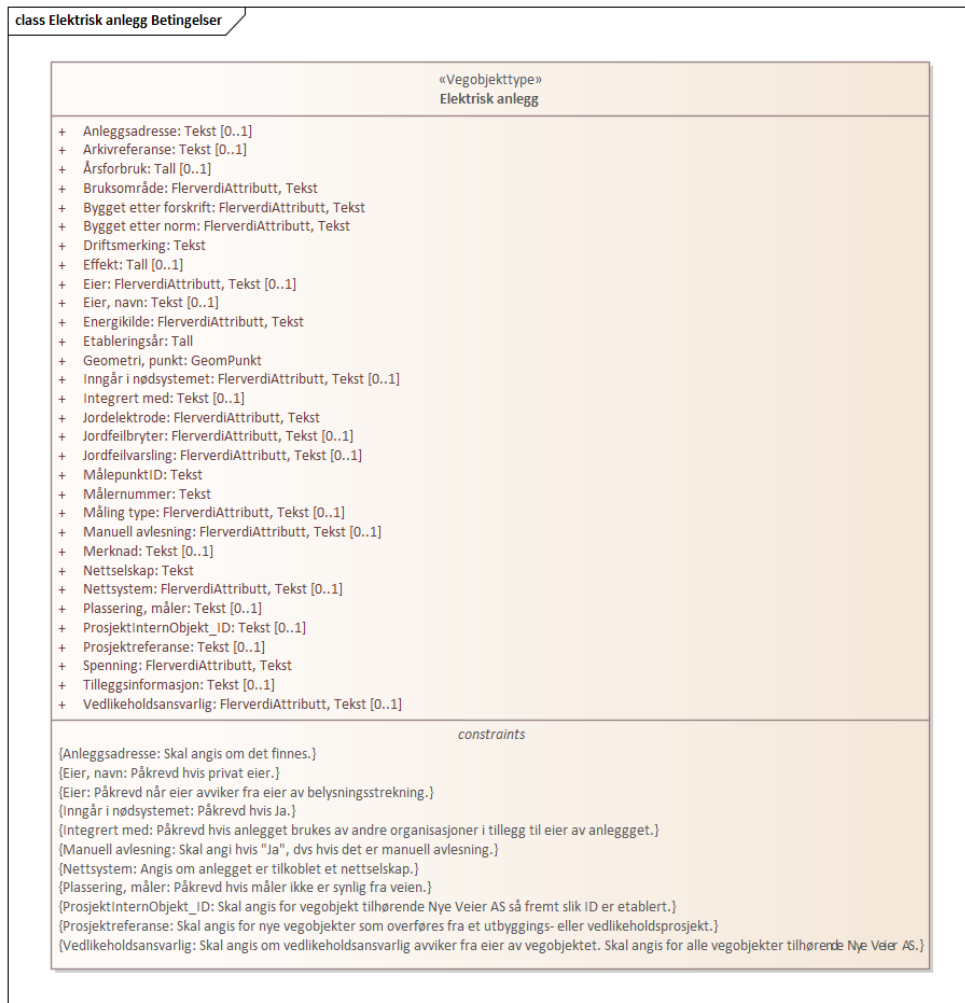 class Elektrisk anlegg Betingelser
«Vegobjekttype»
Elektrisk anlegg
+ Anleggsadresse: Tekst [0..1]
+ Arkivreferanse: Tekst [0..1]
+ Årsforbruk: Tall [0..1]
+ Bruksområde: FlerverdiAttributt, Tekst
+ Bygget etter forskrift: FlerverdiAttributt, Tekst
+ Bygget etter norm: FlerverdiAttributt, Tekst
+ Driftsmerking: Tekst
+ Effekt: Tall [0..1]
+ Eier: FlerverdiAttributt, Tekst [0..1]
+ Eier, navn: Tekst [0..1]
+ Energikilde: FlerverdiAttributt, Tekst
+ Etableringsår: Tall
+ Geometri, punkt: GeomPunkt
+ Inngår i nødsystemet: FlerverdiAttributt, Tekst [0..1]
+ Integrert med: Tekst [0..1]
+ Jordelektrode: FlerverdiAttributt, Tekst
+ Jordfeilbryter: FlerverdiAttributt, Tekst [0..1]
+ Jordfeilvarsling: FlerverdiAttributt, Tekst [0..1]
+ MålepunktID: Tekst
+ Målernummer: Tekst
+ Måling type: FlerverdiAttributt, Tekst [0..1]
+ Manuell avlesning: FlerverdiAttributt, Tekst [0..1]
+ Merknad: Tekst [0..1]
+ Nettselskap: Tekst
+ Nettsystem: FlerverdiAttributt, Tekst [0..1]
+ Plassering, måler: Tekst [0..1]
+ ProsjektInternObjekt_ID: Tekst [0..1]
+ Prosjektreferanse: Tekst [0..1]
+ Spenning: FlerverdiAttributt, Tekst
+ Tilleggsinformasjon: Tekst [0..1]
+ Vedlikeholdsansvarlig: FlerverdiAttributt, Tekst [0..1]
constraints
{Anleggsadresse: Skal angis om det finnes.}
{Eier, navn: Påkrevd hvis privat eier.}
{Eier: Påkrevd når eier avviker fra eier av belysningsstrekning.}
{Inngår i nødsystemet: Påkrevd hvis Ja.}
{Integrert med: Påkrevd hvis anlegget brukes av andre organisasjoner i tillegg til eier av anleggget.}
{Manuell avlesning: Skal angi hvis "Ja", dvs hvis det er manuell avlesning.}
{Nettsystem: Angis om anlegget er tilkoblet et nettselskap.}
{Plassering, måler: Påkrevd hvis måler ikke er synlig fra veien.}
{ProsjektInternObjekt_ID: Skal angis for vegobjekt tilhørende Nye Veier AS så fremt slik ID er etablert.}
{Prosjektreferanse: Skal angis for nye vegobjekter som overføres fra et utbyggings- eller vedlikeholdsprosjekt.}
{Vedlikeholdsansvarlig: Skal angis om vedlikeholdsansvarlig avviker fra eier av vegobjektet. Skal angis for alle vegobjekter tilhørende Nye Veier AS.}